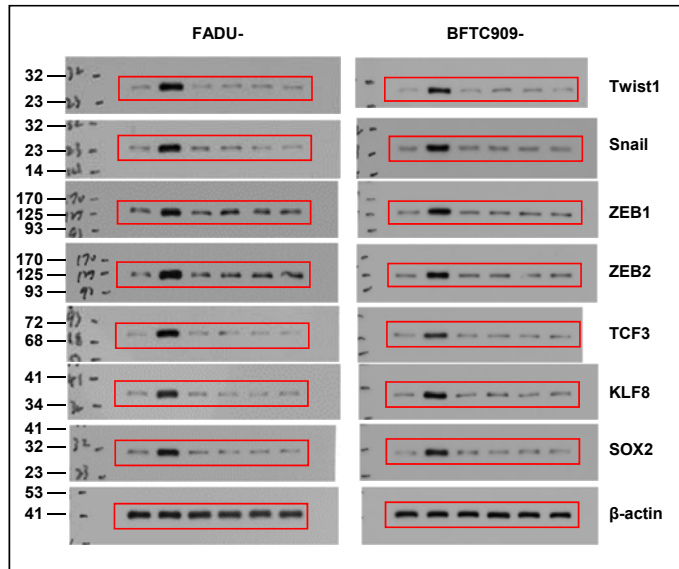 FADU- BFTC909-
32 Twist1
23
32
23 Snail
14
170
125 ZEB1
93
170
125 ZEB2
93
72
68 TCF3
41
34 KLF8
41
32 SOX2
23
53
41 β-actin